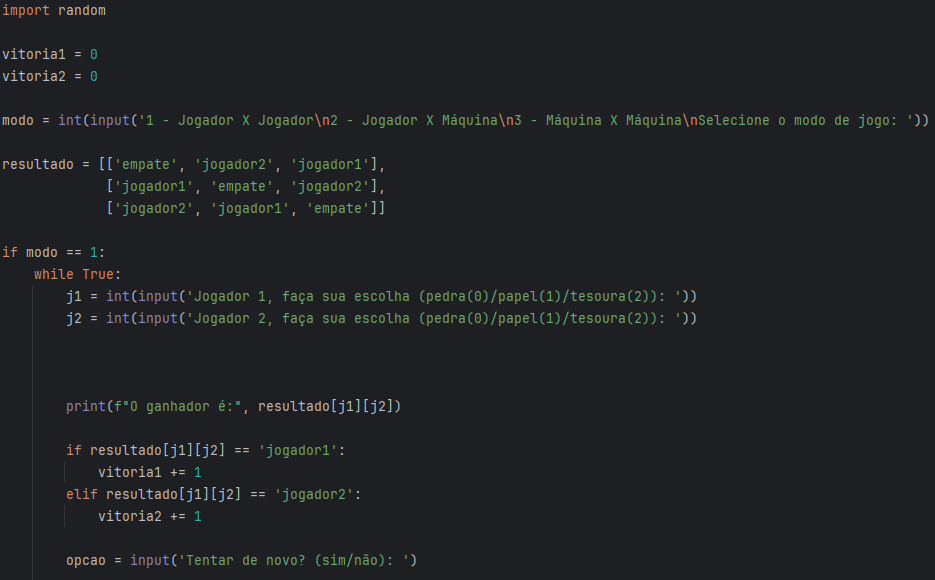 import random
vitoria1 = 0
vitoria2 = 0
modo = int(input('1 - Jogador X Jogador\n2 - Jogador X Máquina\n3 - Máquina X Máquina\nSelecione o modo de jogo: '))
resultado = [['empate', 'jogador2', 'jogador1'],
['jogador1', 'empate', 'jogador2'],
['jogador2', 'jogador1', 'empate']]
if modo == 1:
while True:
j1 = int(input('Jogador 1, faça sua escolha (pedra(0)/papel(1)/tesoura(2)): '))
j2 = int(input('Jogador 2, faça sua escolha (pedra(0)/papel(1)/tesoura(2)): '))
print(f"O ganhador é:", resultado[j1][j2])
if resultado[j1][j2] == 'jogador1':
vitoria1 += 1
elif resultado[j1][j2] == 'jogador2':
vitoria2 += 1
opcao = input('Tentar de novo? (sim/não): ')